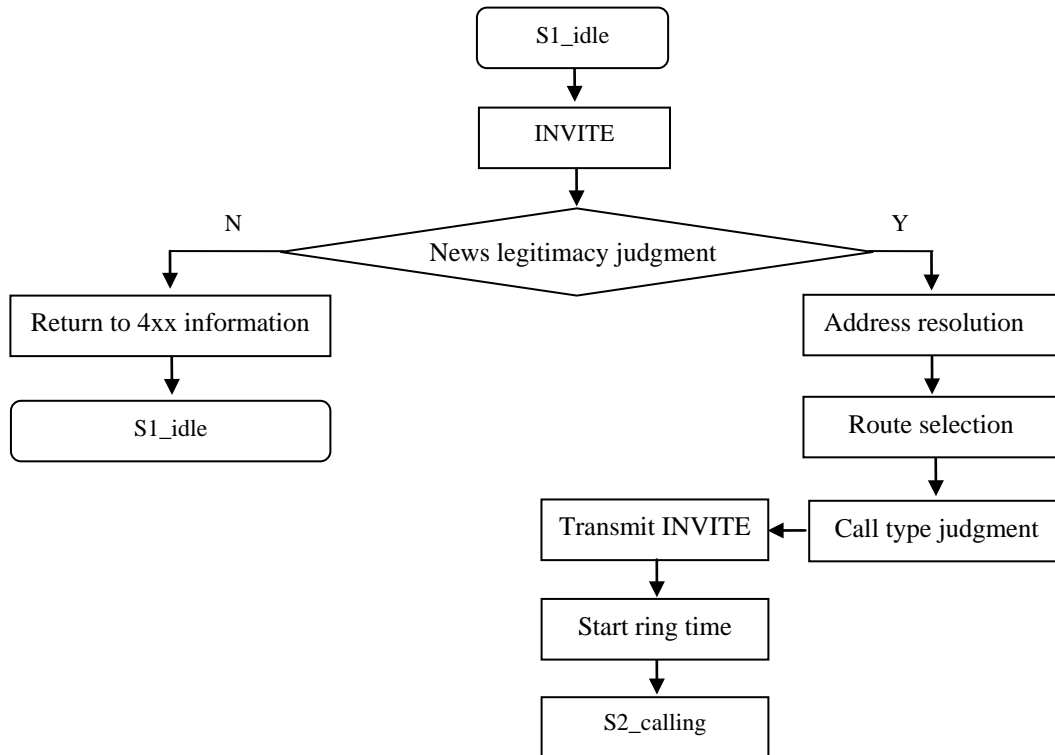 S1_idle
INVITE
N
Y
News legitimacy judgment
Return to 4xx information
Address resolution
S1_idle
Route selection
Transmit INVITE
Call type judgment
Start ring time
S2_calling